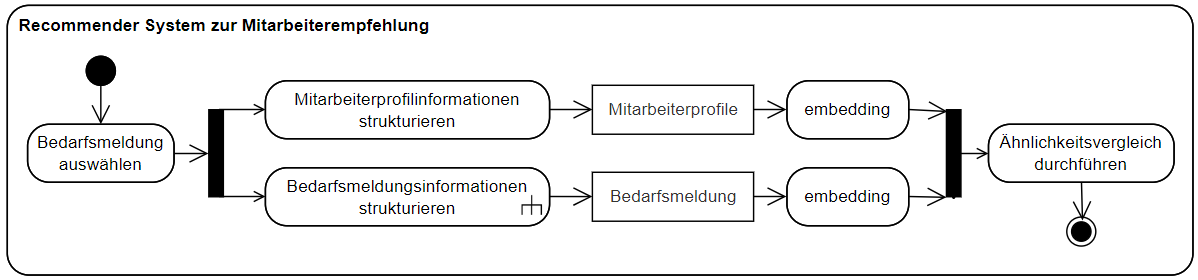 Recommender System zur Mitarbeiterempfehlung
Bedarfsmeldung
auswählen
Mitarbeiterprofilinformationen
strukturieren
Mitarbeiterprofile
embedding
Bedarfsmeldungsinformationen
strukturieren
Bedarfsmeldung
embedding
Ähnlichkeitsvergleich
durchführen